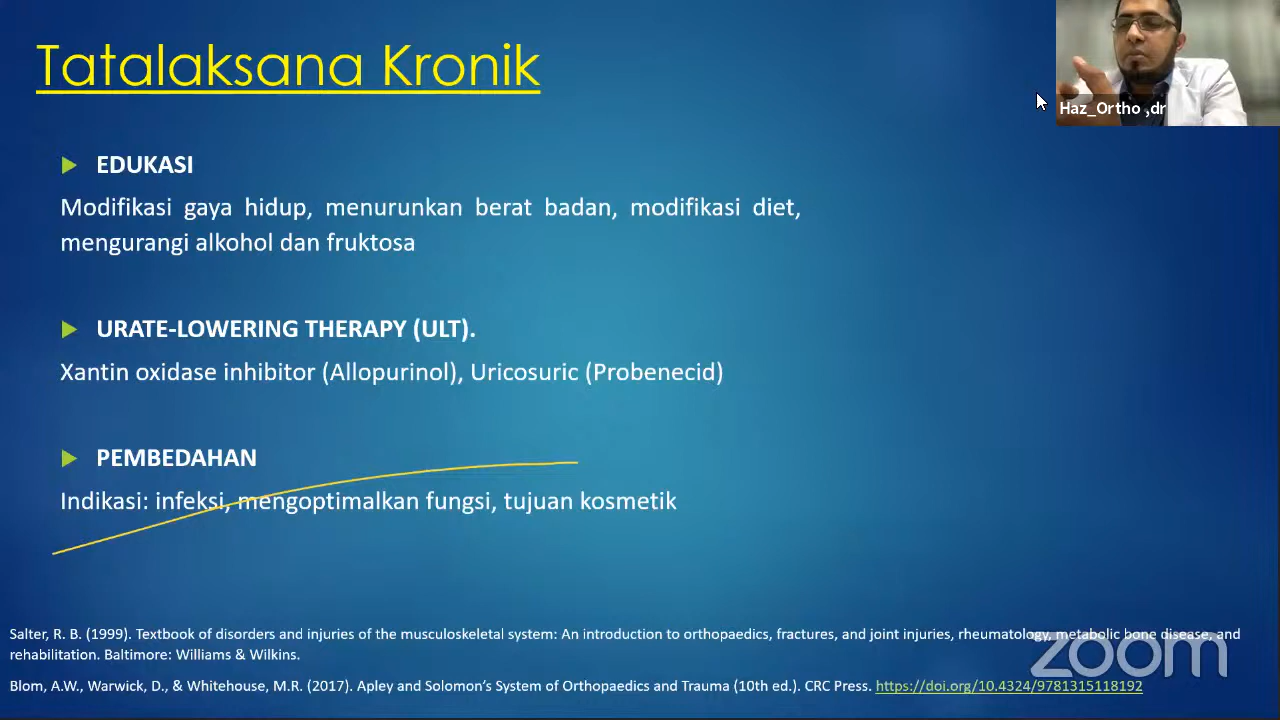 Tatalaksana Kronik
Haz_Ortho ,dr
EDUKASI
Modifikasi gaya hidup, menurunkan berat badan, modifikasi diet,
mengurangi alkohol dan fruktosa
URATE-LOWERING THERAPY (ULT).
Xantin oxidase inhibitor (Allopurinol), Uricosuric (Probenecid)
PEMBEDAHAN
Indikasi: infeksi, mengoptimalkan fungsi, tujuan kosmetik
Salter, R. B. (1999). Textbook of disorders and injuries of the musculoskeletal system: An introduction to orthopaedics, fractures, and joint injuries, rheumatology, metabolic bone disease, and
rehabilitation. Baltimore: Williams & Wilkins.
zoom
Blom, A.W., Warwick, D., & Whitehouse, M.R. (2017). Apley and Solomon's System of Orthopaedics and Trauma (10th ed.). CRC Press. https://doi.org/10.4324/9781315118192